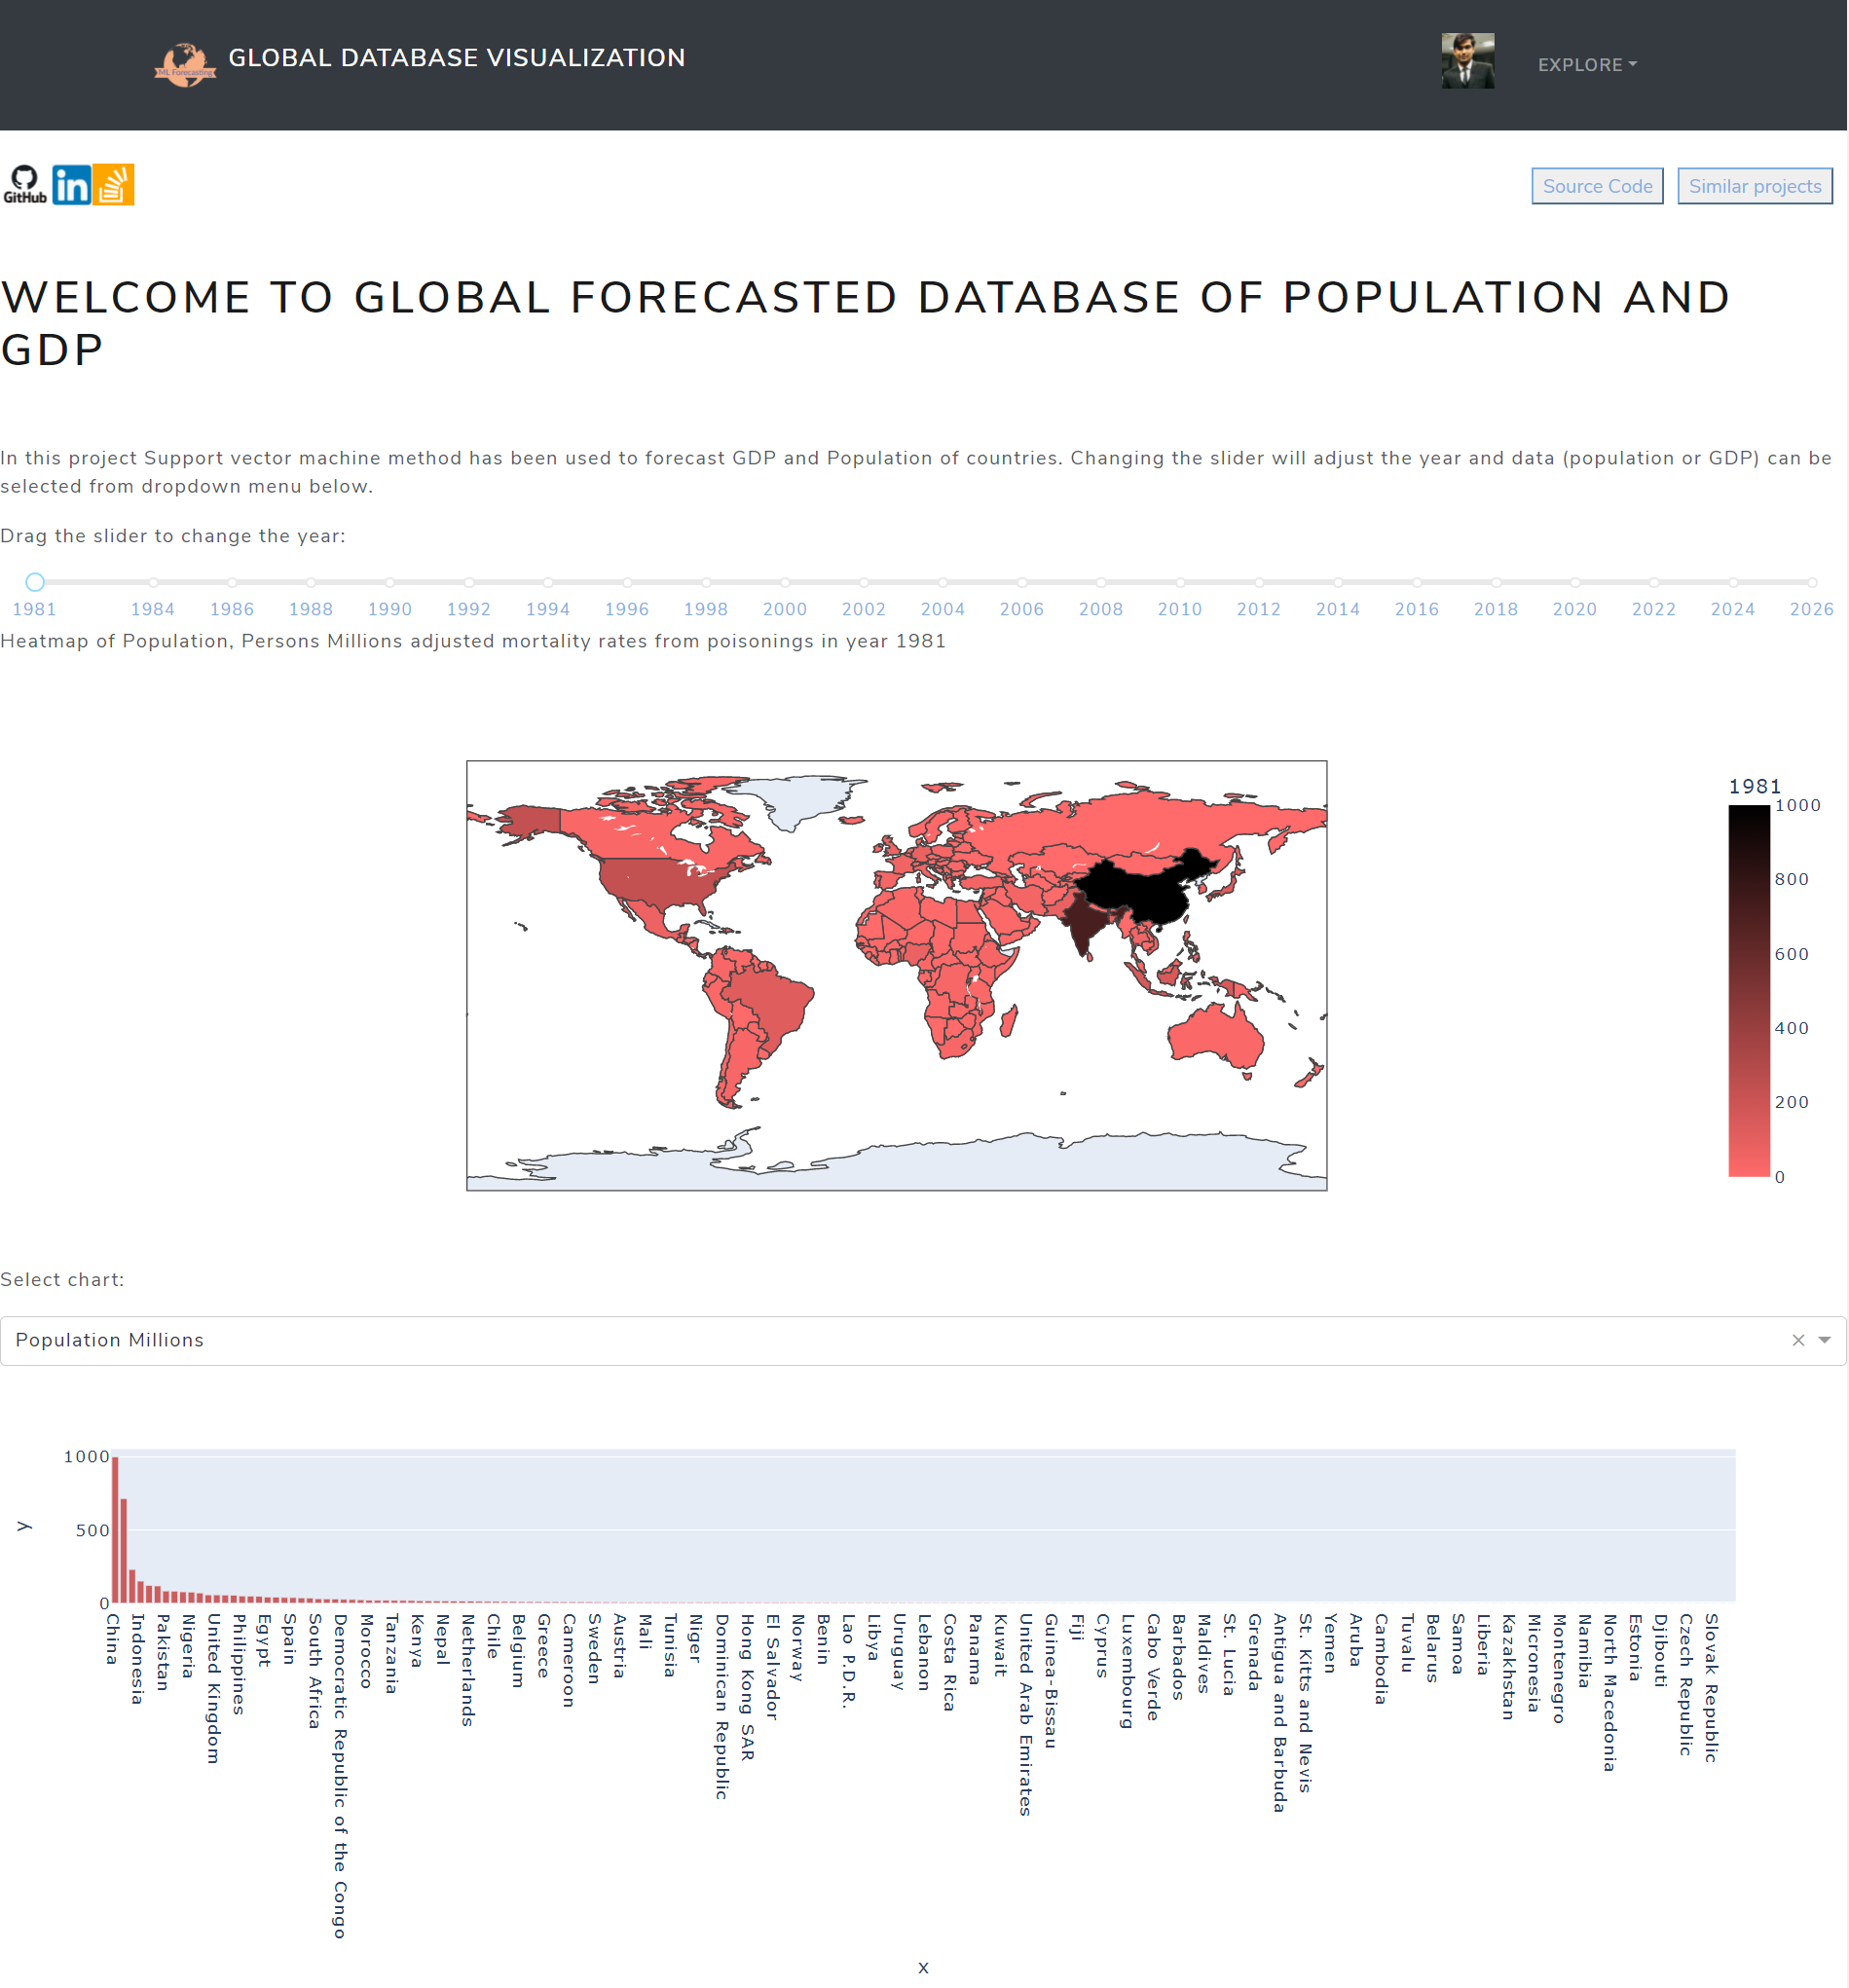 ML Forecasting
GLOBAL DATABASE VISUALIZATION
EXPLORE
GitHub
in
Source Code
Similar projects
WELCOME TO GLOBAL FORECASTED DATABASE OF POPULATION AND
GDP
In this project Support vector machine method has been used to forecast GDP and Population of countries. Changing the slider will adjust the year and data (population or GDP) can be
selected from dropdown menu below.
Drag the slider to change the year:
1981 1984 1986 1988 1990 1992 1994 1996 1998 2000 2002 2004 2006 2008 2010 2012 2014 2016 2018 2020 2022 2024 2026
Heatmap of Population, Persons Millions adjusted mortality rates from poisonings in year 1981
1981
1000
800
600
400
200
0
Select chart:
Population Millions
1000
500
0
y
China
Indonesia
Pakistan
Nigeria
United Kingdom
Philippines
Egypt
Spain
South Africa
Democratic Republic of the Congo
Morocco
Tanzania
Kenya
Nepal
Netherlands
Chile
Belgium
Greece
Cameroon
Sweden
Austria
Mali
Tunisia
Niger
Dominican Republic
Hong Kong SAR
El Salvador
Norway
Benin
Lao P.D.R.
Libya
Uruguay
Lebanon
Costa Rica
Panama
Kuwait
United Arab Emirates
Guinea-Bissau
Fiji
Cyprus
Luxembourg
Cabo Verde
Barbados
Maldives
St. Lucia
Grenada
Antigua and Barbuda
St. Kitts and Nevis
Yemen
Aruba
Cambodia
Tuvalu
Belarus
Samoa
Liberia
Kazakhstan
Micronesia
Montenegro
Namibia
North Macedonia
Estonia
Djibouti
Czech Republic
Slovak Republic
x